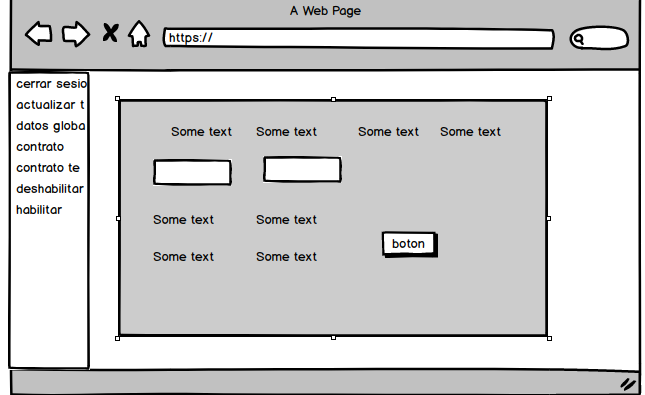 A Web Page
https://
cerrar sesio
actualizar t
datos globa
contrato
contrato te
deshabilitar
habilitar
Some text Some text Some text Some text
Some text Some text
boton
Some text Some text